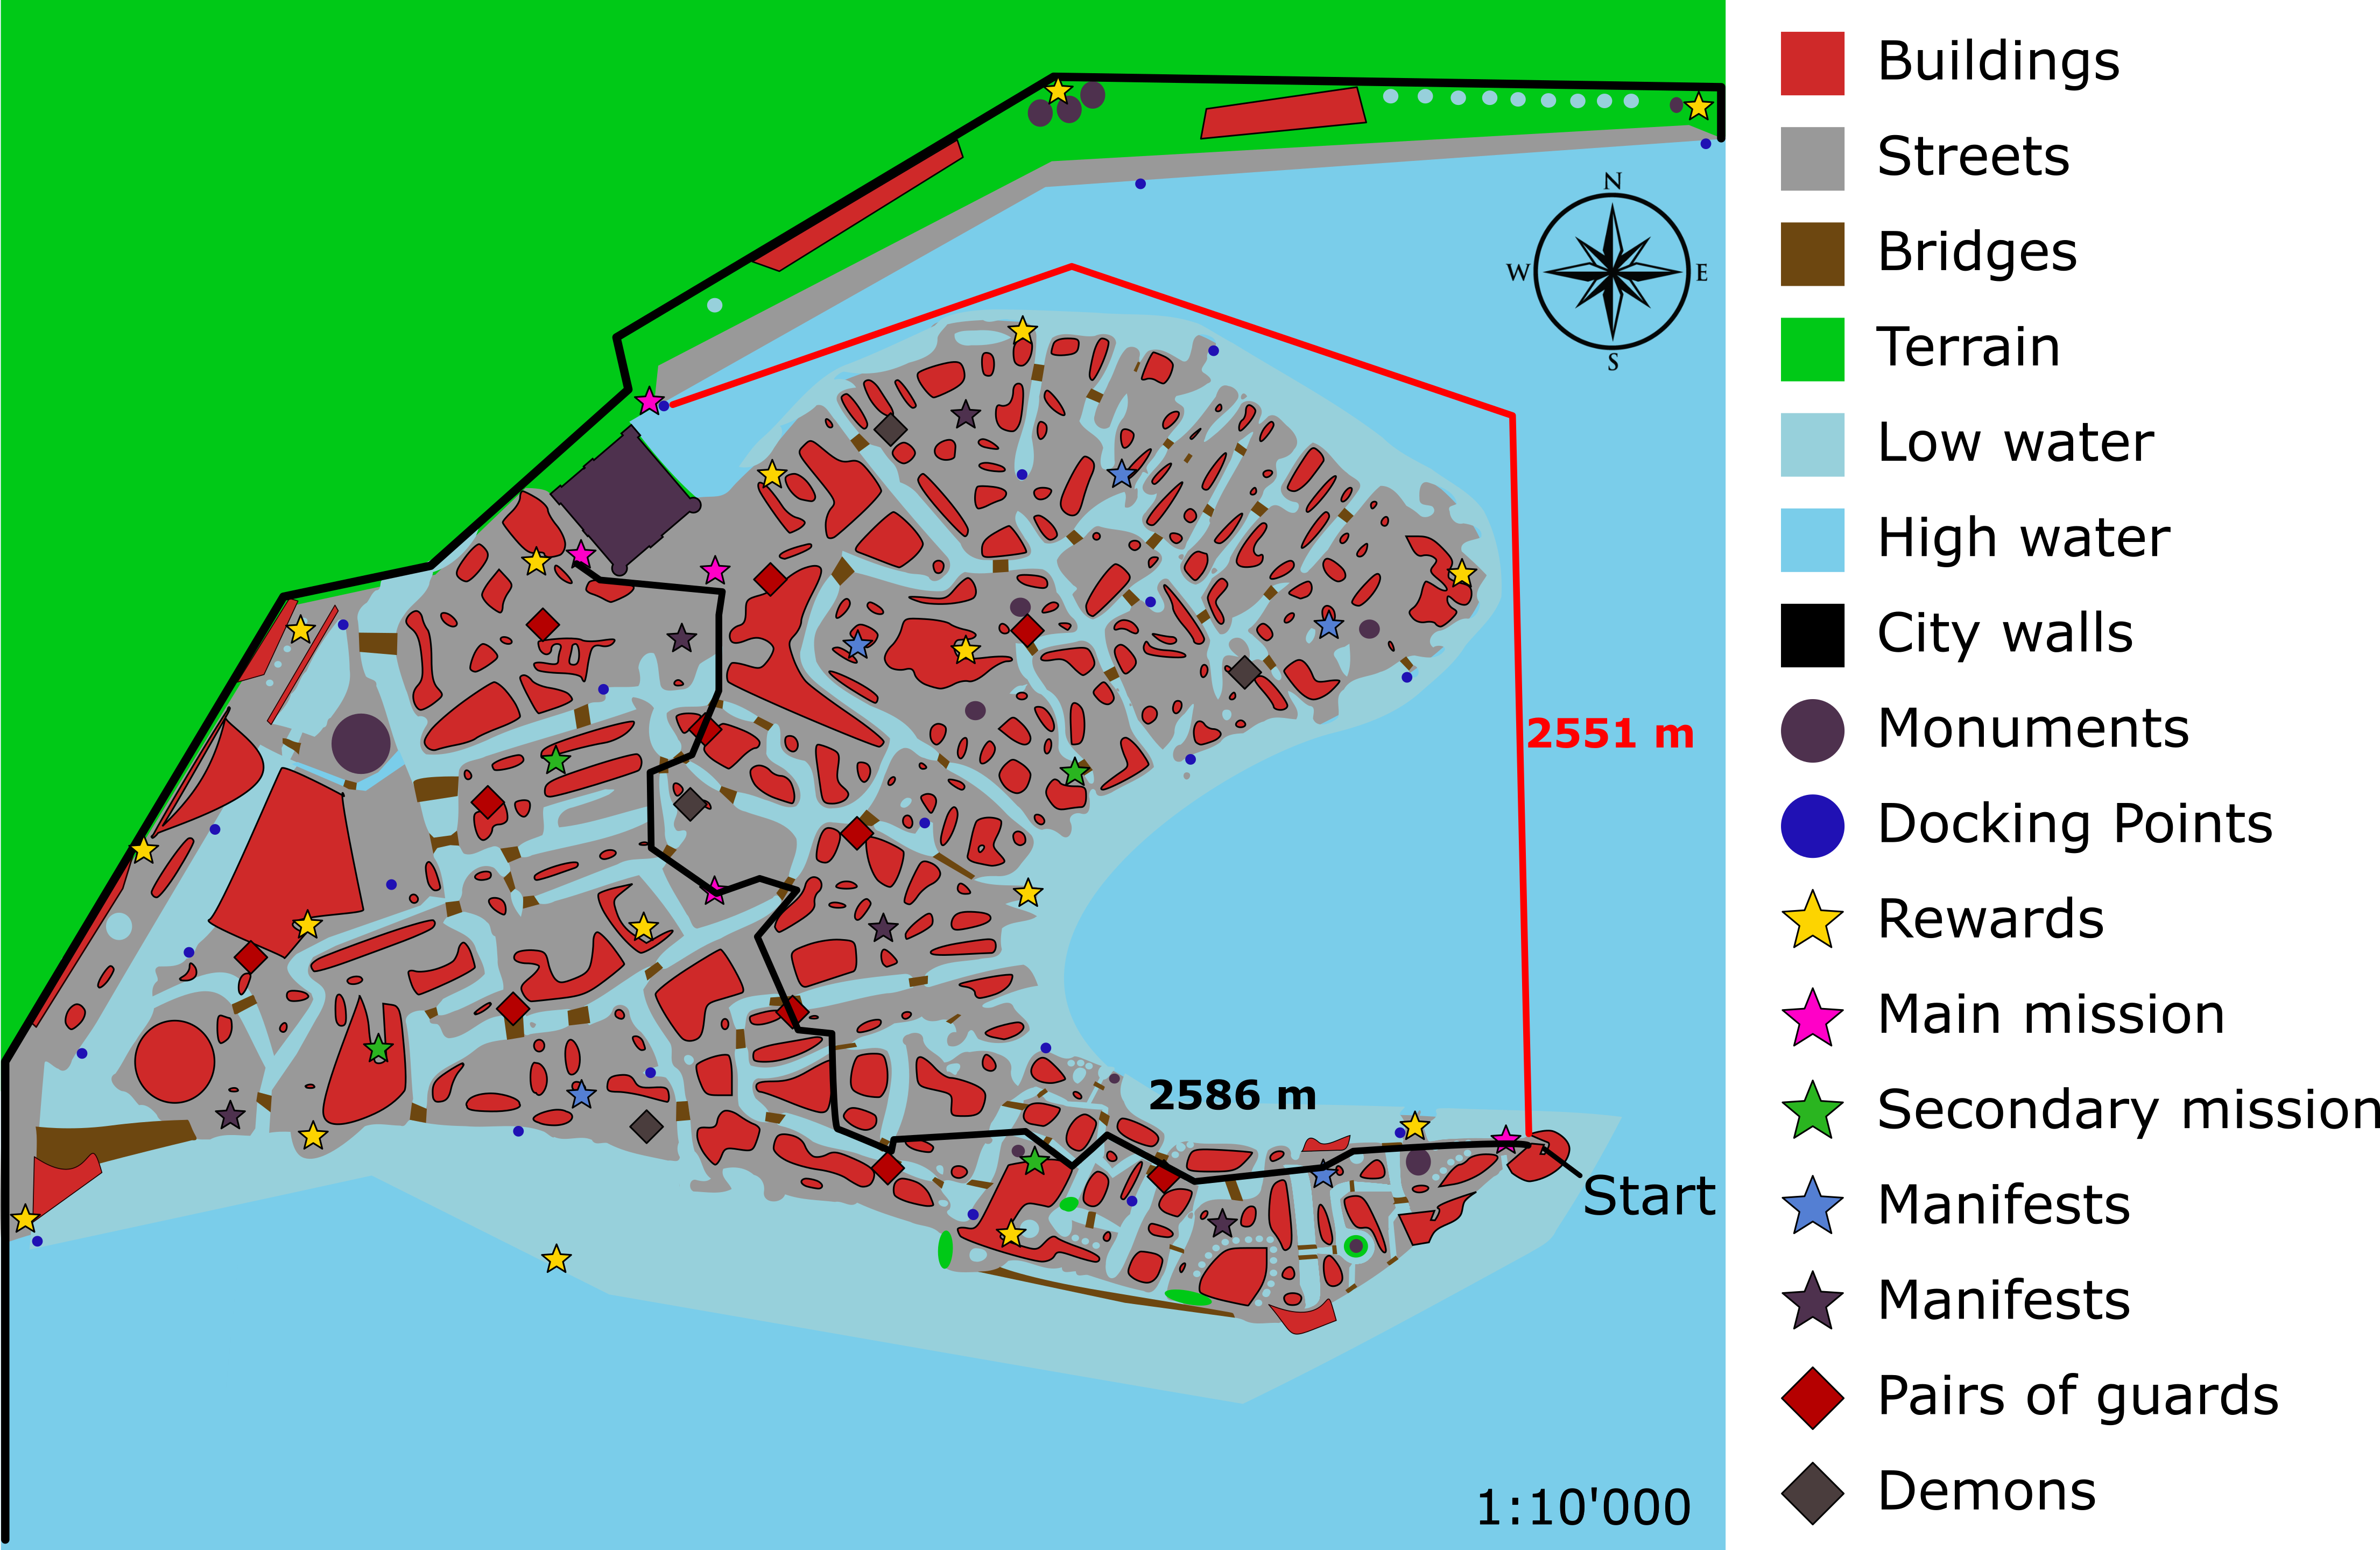 N
W E
S
2551 m
2586 m
Start
1:10'000
Buildings
Streets
Bridges
Terrain
Low water
High water
City walls
Monuments
Docking Points
Rewards
Main mission
Secondary mission
Manifests
Manifests
Pairs of guards
Demons